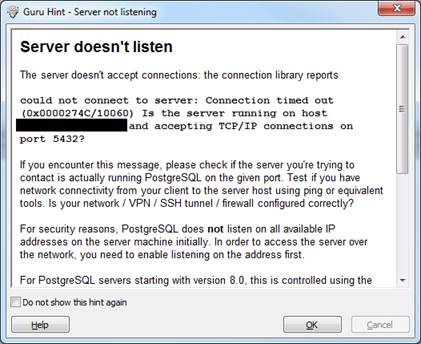 Guru Hint - Server not listening
Server doesn't listen
The server doesn't accept connections: the connection library reports
could not connect to server: Connection timed out
(0x0000274C/10060) Is the server running on host
and accepting TCP/IP connections on
port 5432?
If you encounter this message, please check if the server you're trying to
contact is actually running PostgreSQL on the given port. Test if you have
network connectivity from your client to the server host using ping or equivalent
tools. Is your network / VPN / SSH tunnel / firewall configured correctly?
For security reasons, PostgreSQL does not listen on all available IP
addresses on the server machine initially. In order to access the server over
the network, you need to enable listening on the address first.
For PostgreSQL servers starting with version 8.0, this is controlled using the
Do not show this hint again
Help OK Cancel